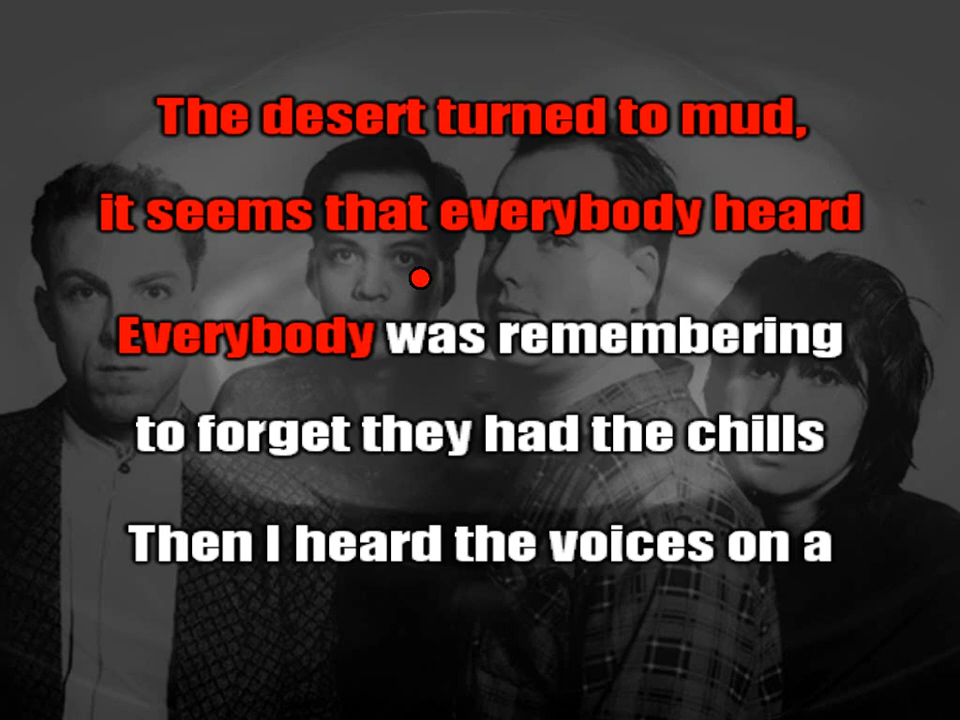 The desert turned to mud,
it seems that everybody heard
Everybody was remembering
to forget they had the chills
Then I heard the voices on a